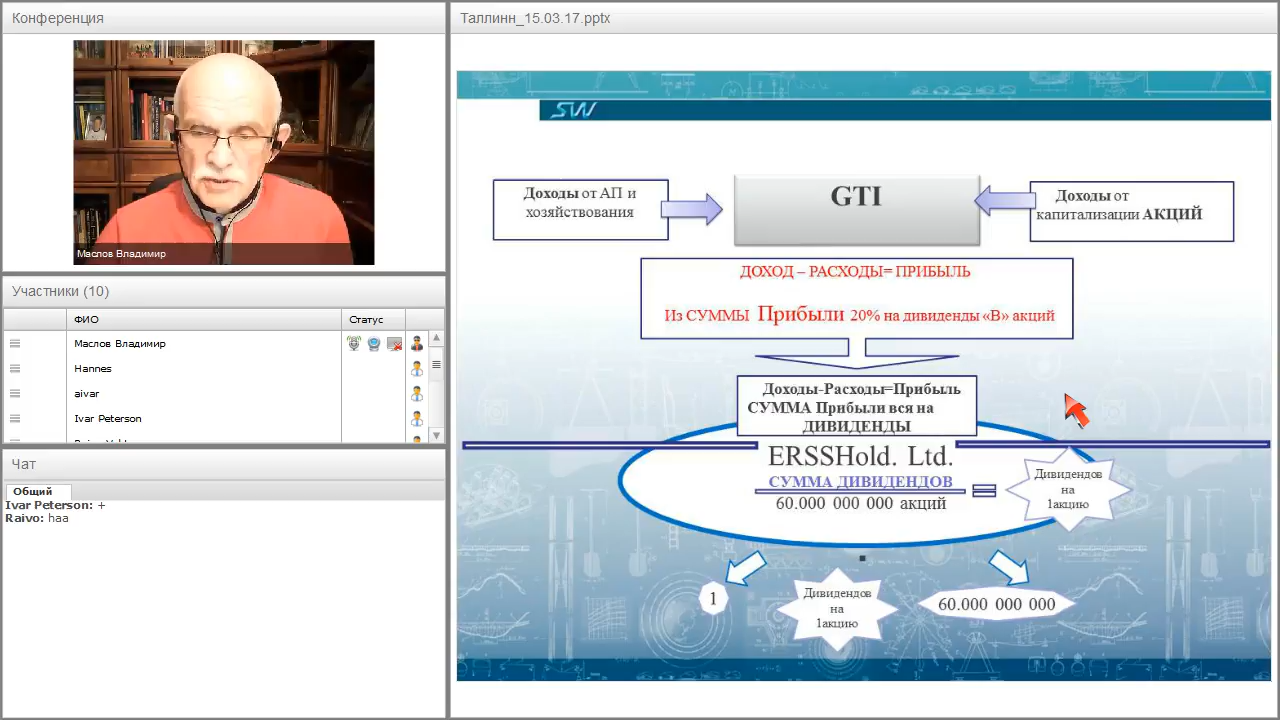 Конференция
Маслов Владимир
Участники (10)
ФИО
Статус
Маслов Владимир
Hannes
aivar
Ivar Peterson
Чат
Общий
Ivar Peterson: +
Raivo: haa
Таллинн_15.03.17.pptx
SW
Доходы от АП и
хозяйствования
GTI
Доходы от
капитализации АКЦИЙ
ДОХОД – РАСХОДЫ= ПРИБЫЛЬ
Из СУММЫ Прибыли 20% на дивиденды «В» акций
Доходы-Расходы=Прибыль
СУММА Прибыли вся на
ДИВИДЕНДЫ
ERSSHold. Ltd.
СУММА ДИВИДЕНДОВ
60.000 000 000 акций
=
Дивидендов
на
1акцию
1
Дивидендов
на
1акцию
60.000 000 000